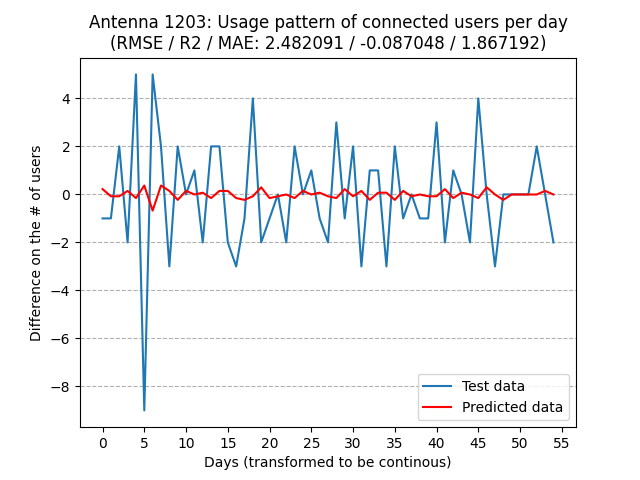 Antenna 1203: Usage pattern of connected users per day
(RMSE / R2 / MAE: 2.482091 / -0.087048 / 1.867192)
Difference on the # of users
4
2
0
−2
−4
−6
−8
Test data
Predicted data
0 5 10 15 20 25 30 35 40 45 50 55
Days (transformed to be continous)